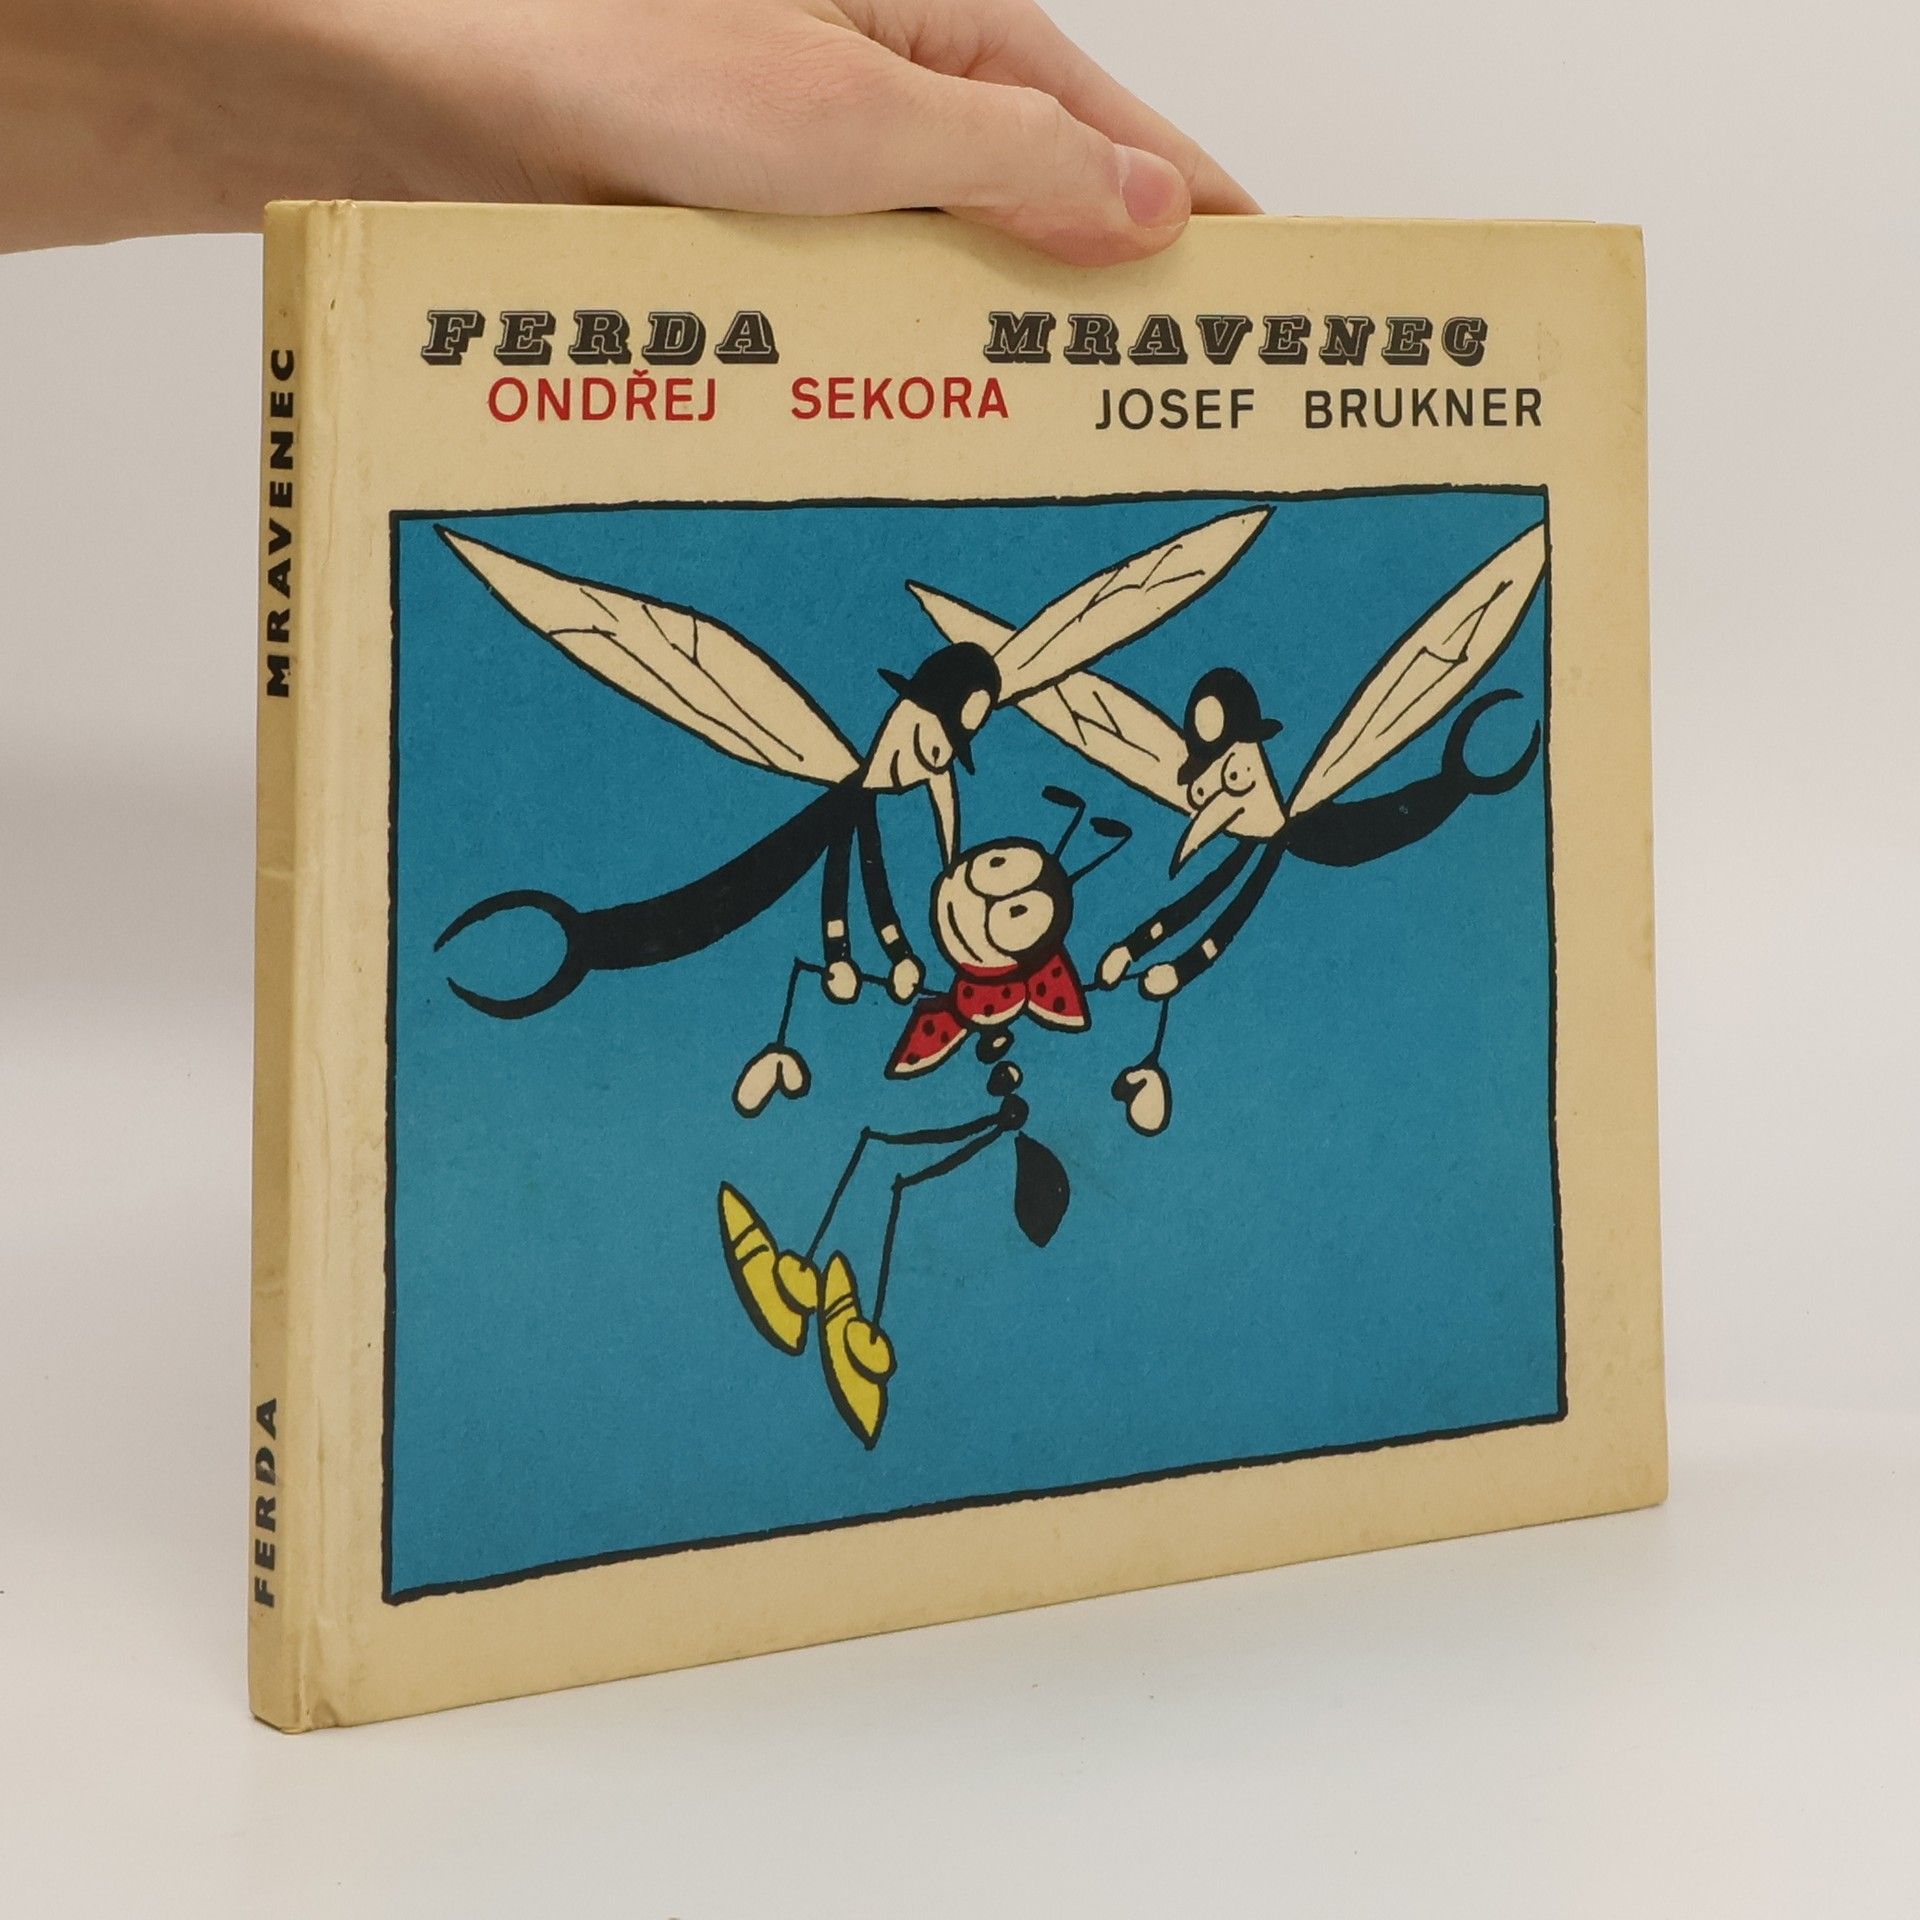 FERDA MRAVENEC
ONDŘEJ SEKORA JOSEF BRUKNER
FERDA MRAVENEC